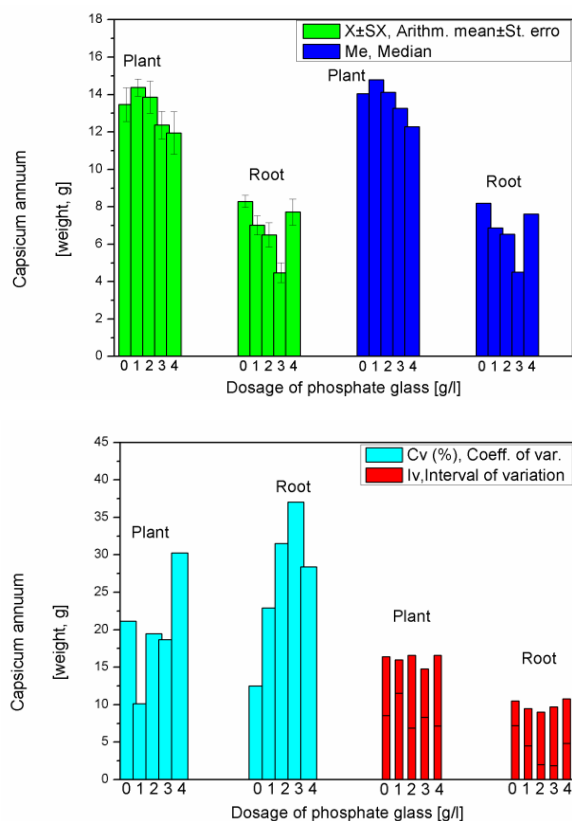 X±SX, Arithm. mean±St. erro
Me, Median
Plant
Root
Plant
Root
18
16
14
12
10
8
6
4
2
0
Capsicum annuum
[weight, g]
0 1 2 3 4
0 1 2 3 4
0 1 2 3 4
0 1 2 3 4
Dosage of phosphate glass [g/l]
Cv (%), Coeff. of var.
Iv,Interval of variation
Plant
Root
Plant
Root
45
40
35
30
25
20
15
10
5
0
Capsicum annuum
[weight, g]
0 1 2 3 4
0 1 2 3 4
0 1 2 3 4
0 1 2 3 4
Dosage of phosphate glass [g/l]